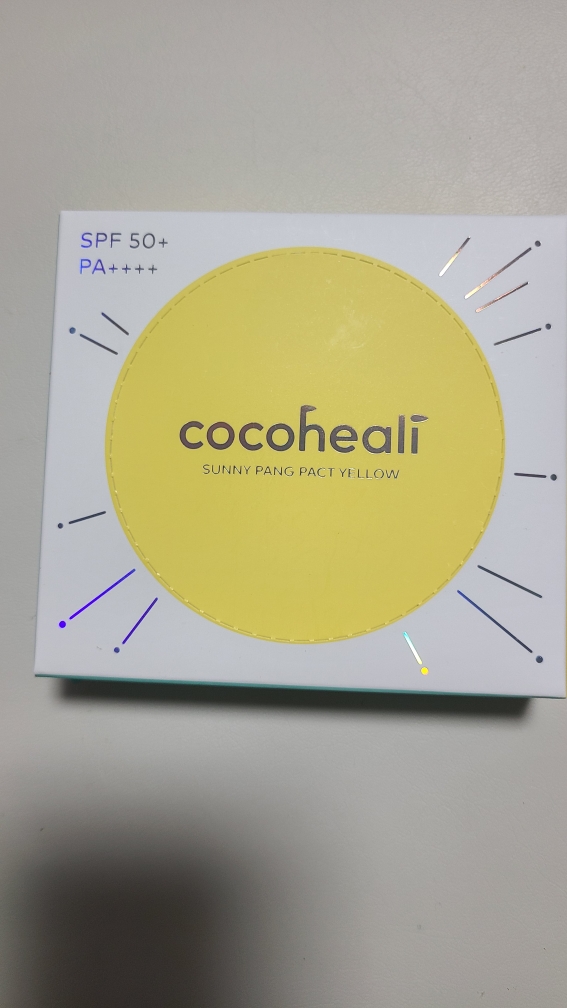 SPF 50+
PA++++
cocoheali
SUNNY PANG PACT YELLOW